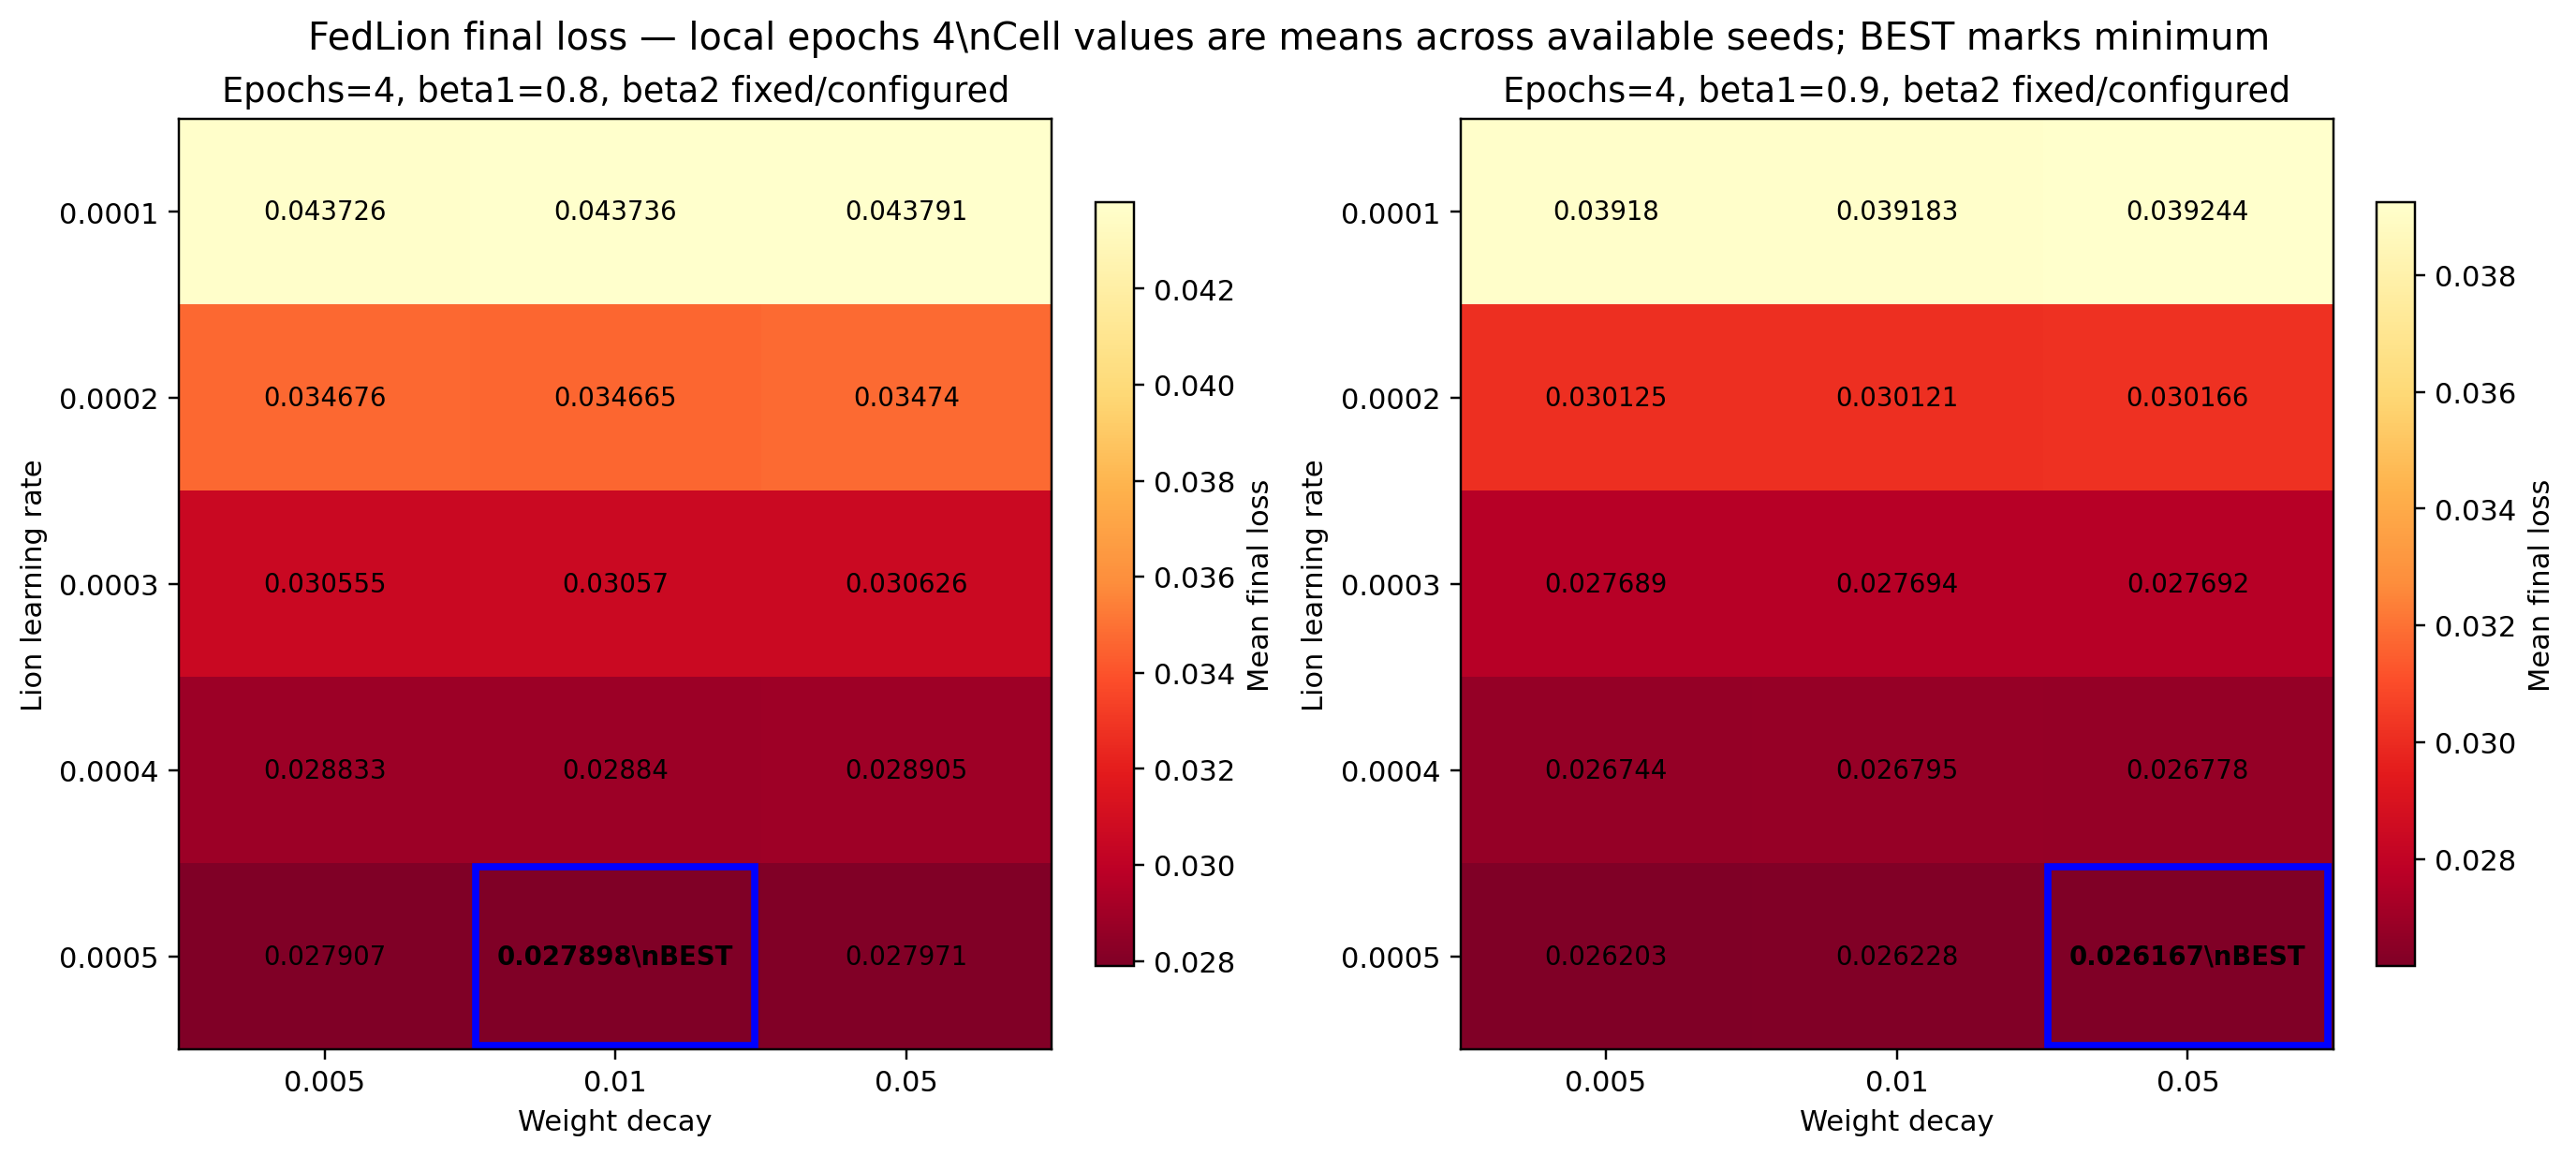 FedLion final loss — local epochs 4\nCell values are means across available seeds; BEST marks minimum
Epochs=4, beta1=0.8, beta2 fixed/configured
Lion learning rate
0.0001 0.043726 0.043736 0.043791
0.0002 0.034676 0.034665 0.03474
0.0003 0.030555 0.03057 0.030626
0.0004 0.028833 0.02884 0.028905
0.0005 0.027907 0.027898\nBEST 0.027971
0.005 0.01 0.05
Weight decay
0.042
0.040
0.038
0.036
0.034
0.032
0.030
0.028
Mean final loss
Epochs=4, beta1=0.9, beta2 fixed/configured
Lion learning rate
0.0001 0.03918 0.039183 0.039244
0.0002 0.030125 0.030121 0.030166
0.0003 0.027689 0.027694 0.027692
0.0004 0.026744 0.026795 0.026778
0.0005 0.026203 0.026228 0.026167\nBEST
0.005 0.01 0.05
Weight decay
0.038
0.036
0.034
0.032
0.030
0.028
Mean final loss